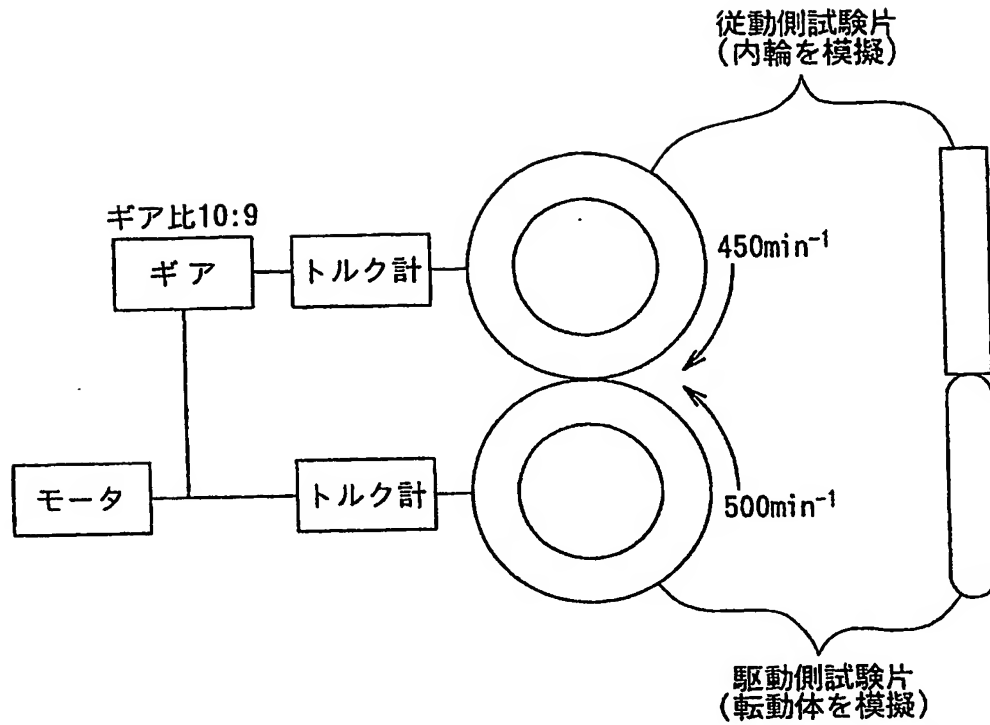 従動側試験片
(内輪を模擬)
ギア比10:9
ギア
トルク計
450min⁻¹
モータ
トルク計
500min⁻¹
駆動側試験片
(転動体を模擬)